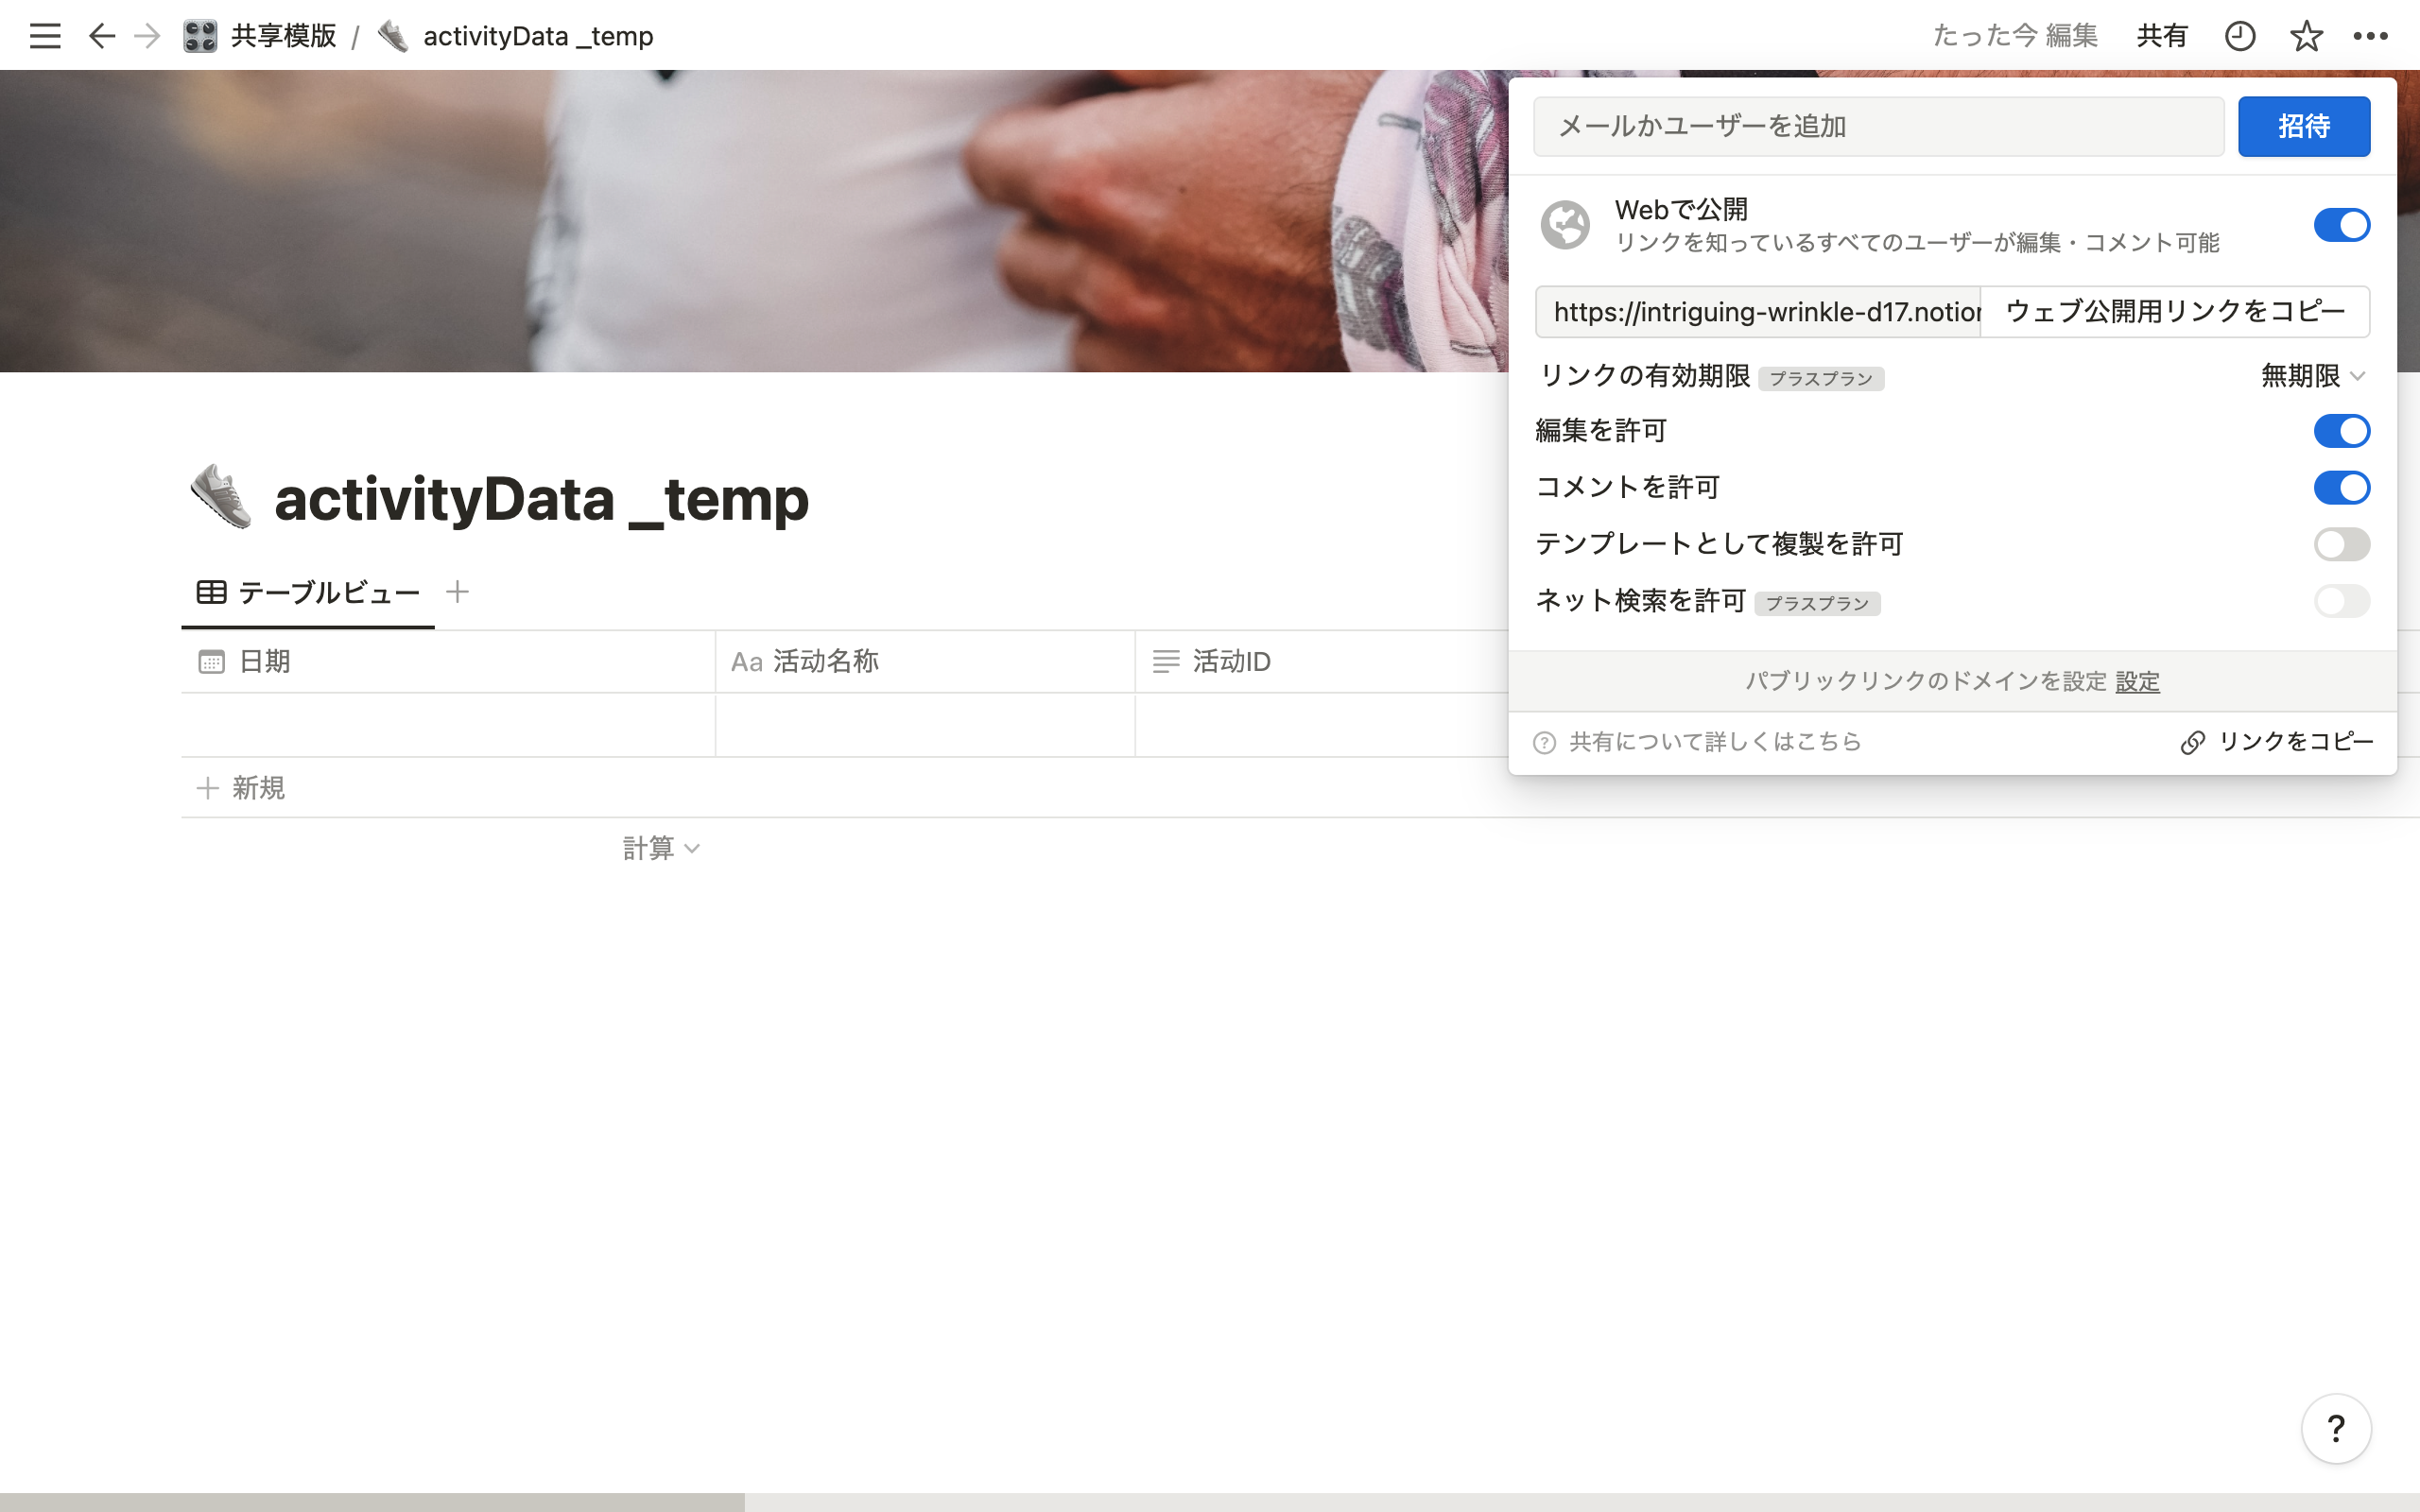 共享模版 / activityData _temp
たった今 編集 共有
メールかユーザーを追加 招待
Webで公開
リンクを知っているすべてのユーザーが編集・コメント可能
https://intriguing-wrinkle-d17.notion ウェブ公開用リンクをコピー
リンクの有効期限 プラスプラン 無期限
編集を許可
コメントを許可
テンプレートとして複製を許可
ネット検索を許可 プラスプラン
パブリックリンクのドメインを設定 設定
共有について詳しくはこちら リンクをコピー
activityData _temp
テーブルビュー
日期 Aa 活动名称 活动ID
新規
計算
?